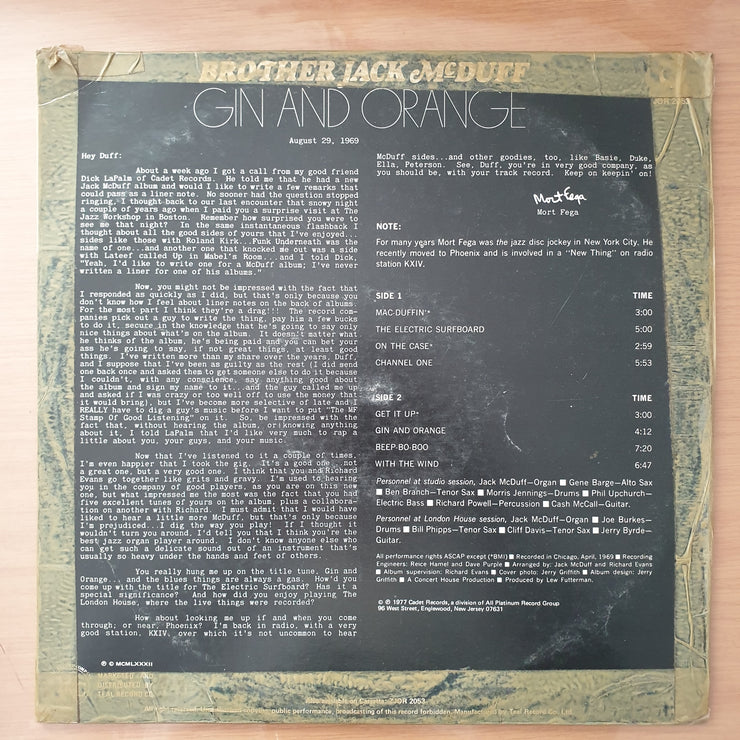 BROTHER JACK McDUFF
GIN AND ORANGE
JOR 2053
August 29, 1969
Hey Duff:
About a week ago I got a call from my good friend
Dick LaPalm of Cadet Records. He told me that he had a new
Jack McDuff album and would I like to write a few remarks that
could pass as a liner note. No sooner had the question stopped
ringing, I thought back to our last encounter that snowy night
a couple of years ago when I paid you a surprise visit at The
Jazz Workshop in Boston. Remember how surprised you were to
see me that night? In the same instantaneous flashback I
thought about all the good sides of yours that I've enjoyed...
sides like those with Roland Kirk...Funk Underneath was the
name of one...and another one that knocked me out was a side
with Lateef called Up in Mabel's Room...and I told Dick,
"Yeah, I'd like to write one for a McDuff album; I've never
written a liner for one of his albums."
Now, you might not be impressed with the fact that
I responded as quickly as I did, but that's only because you
don't know how I feel about liner notes on the back of albums.
For the most part I think they're a drag!!! The record com-
panies pick out a guy to write the thing, pay him a few bucks
to do it, secure in the knowledge that he's going to say only
nice things about what's on the album. It doesn't matter what
he thinks of the album, he's being paid and you can bet your
ass he's going to say, if not great things, at least good
things. I've written more than my share over the years, Duff,
and I suppose that I've been as guilty as the rest (I did send
one back once and asked them to get someone else to do it because
I couldn't, with any conscience, say anything good about
the album and sign my name to it...and the guy called me up
and asked if I was crazy or too well off to use the money that
it would bring), but I've become more selective of late and I
REALLY have to dig a guy's music before I want to put "The MF
Stamp Of Good Listening" on it. So, be impressed with the
fact that, without hearing the album, or knowing anything
about it, I told LaPalm that I'd like very much to rap a
little about you, your guys, and your music.
Now that I've listened to it a couple of times,
I'm even happier that I took the gig. It's a good one...not
a great one, but a very good one. I think that you and Richard
Evans go together like grits and gravy. I'm used to hearing
you in the company of good players, as you are on this new
one, but what impressed me the most was the fact that you had
five excellent tunes of yours on the album, plus a collabora-
tion on another with Richard. I must admit that I would have
liked to hear a little more McDuff, but that's only because
I'm prejudiced...I dig the way you play! If I thought it
wouldn't turn you around, I'd tell you that I think you're the
best jazz organ player around. I don't know anyone else who
can get such a delicate sound out of an instrument that's
usually so heavy under the hands and feet of others.
You really hung me up on the title tune, Gin And
Orange... and the blues things are always a gas. How'd you
come up with the title for The Electric Surfboard? Has it a
special significance? And how did you enjoy playing The
London House, where the live things were recorded?
How about looking me up if and when you come
through; or near, Phoenix? I'm back in radio, with a very
good station, KXIV, over which it's not uncommon to hear
McDuff sides...and other goodies, too, like Basie, Duke,
Ella, Peterson. See, Duff, you're in very good company, as
you should be, with your track record. Keep on keepin' on!
Mort Fega
Mort Fega
NOTE:
For many years Mort Fega was the jazz disc jockey in New York City. He
recently moved to Phoenix and is involved in a "New Thing" on radio
station KXIV.
SIDE 1 TIME
MAC-DUFFIN'* 3:00
THE ELECTRIC SURFBOARD 5:00
ON THE CASE* 2:59
CHANNEL ONE 5:53
SIDE 2 TIME
GET IT UP* 3:00
GIN AND ORANGE 4:12
BEEP-BO-BOO 7:20
WITH THE WIND 6:47
Personnel at studio session, Jack McDuff—Organ ■ Gene Barge—Alto Sax
■ Ben Branch—Tenor Sax ■ Morris Jennings—Drums ■ Phil Upchurch—
Electric Bass ■ Richard Powell—Percussion ■ Cash McCall—Guitar.
Personnel at London House session, Jack McDuff—Organ ■ Joe Burkes—
Drums ■ Bill Phipps—Tenor Sax ■ Cliff Davis—Tenor Sax ■ Jerry Byrde—
Guitar.
All performance rights ASCAP except (*BMI) ■ Recorded in Chicago, April, 1969 ■ Recording
Engineers: Reice Hamel and Dave Purple ■ Arranged by: Jack McDuff and Richard Evans
■ Album supervision: Richard Evans ■ Cover photo: Jerry Griffith ■ Album design: Jerry
Griffith ■ A Concert House Production ■ Produced by Lew Futterman.
© ℗ 1977 Cadet Records, a division of All Platinum Record Group
96 West Street, Englewood, New Jersey 07631
℗ © MCMLXXXII
MARKETED AND
DISTRIBUTED BY
TEAL RECORD CO.
Also available on Cassette: ZJOR 2053
All rights reserved. Unauthorised copying, public performance, broadcasting of this record forbidden. Manufactured by Teal Record Co. Ltd.